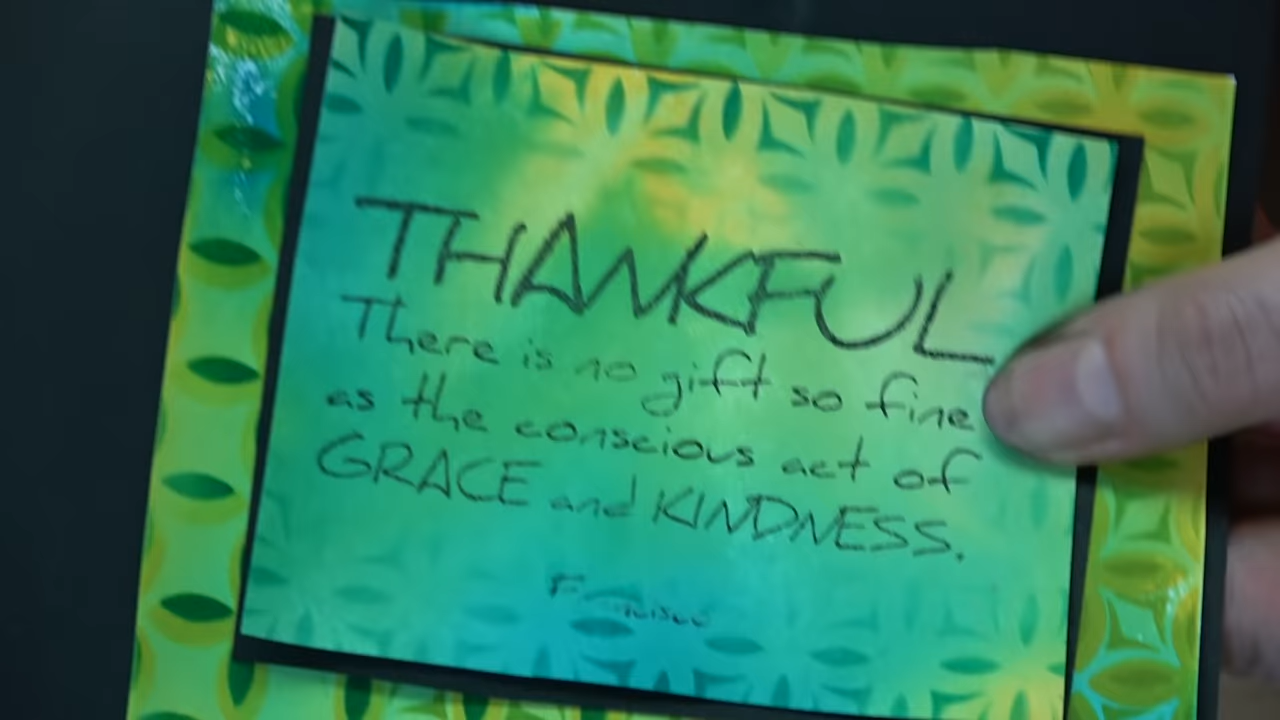 THANKFUL
There is no gift so fine
as the conscious act of
GRACE and KINDNESS.